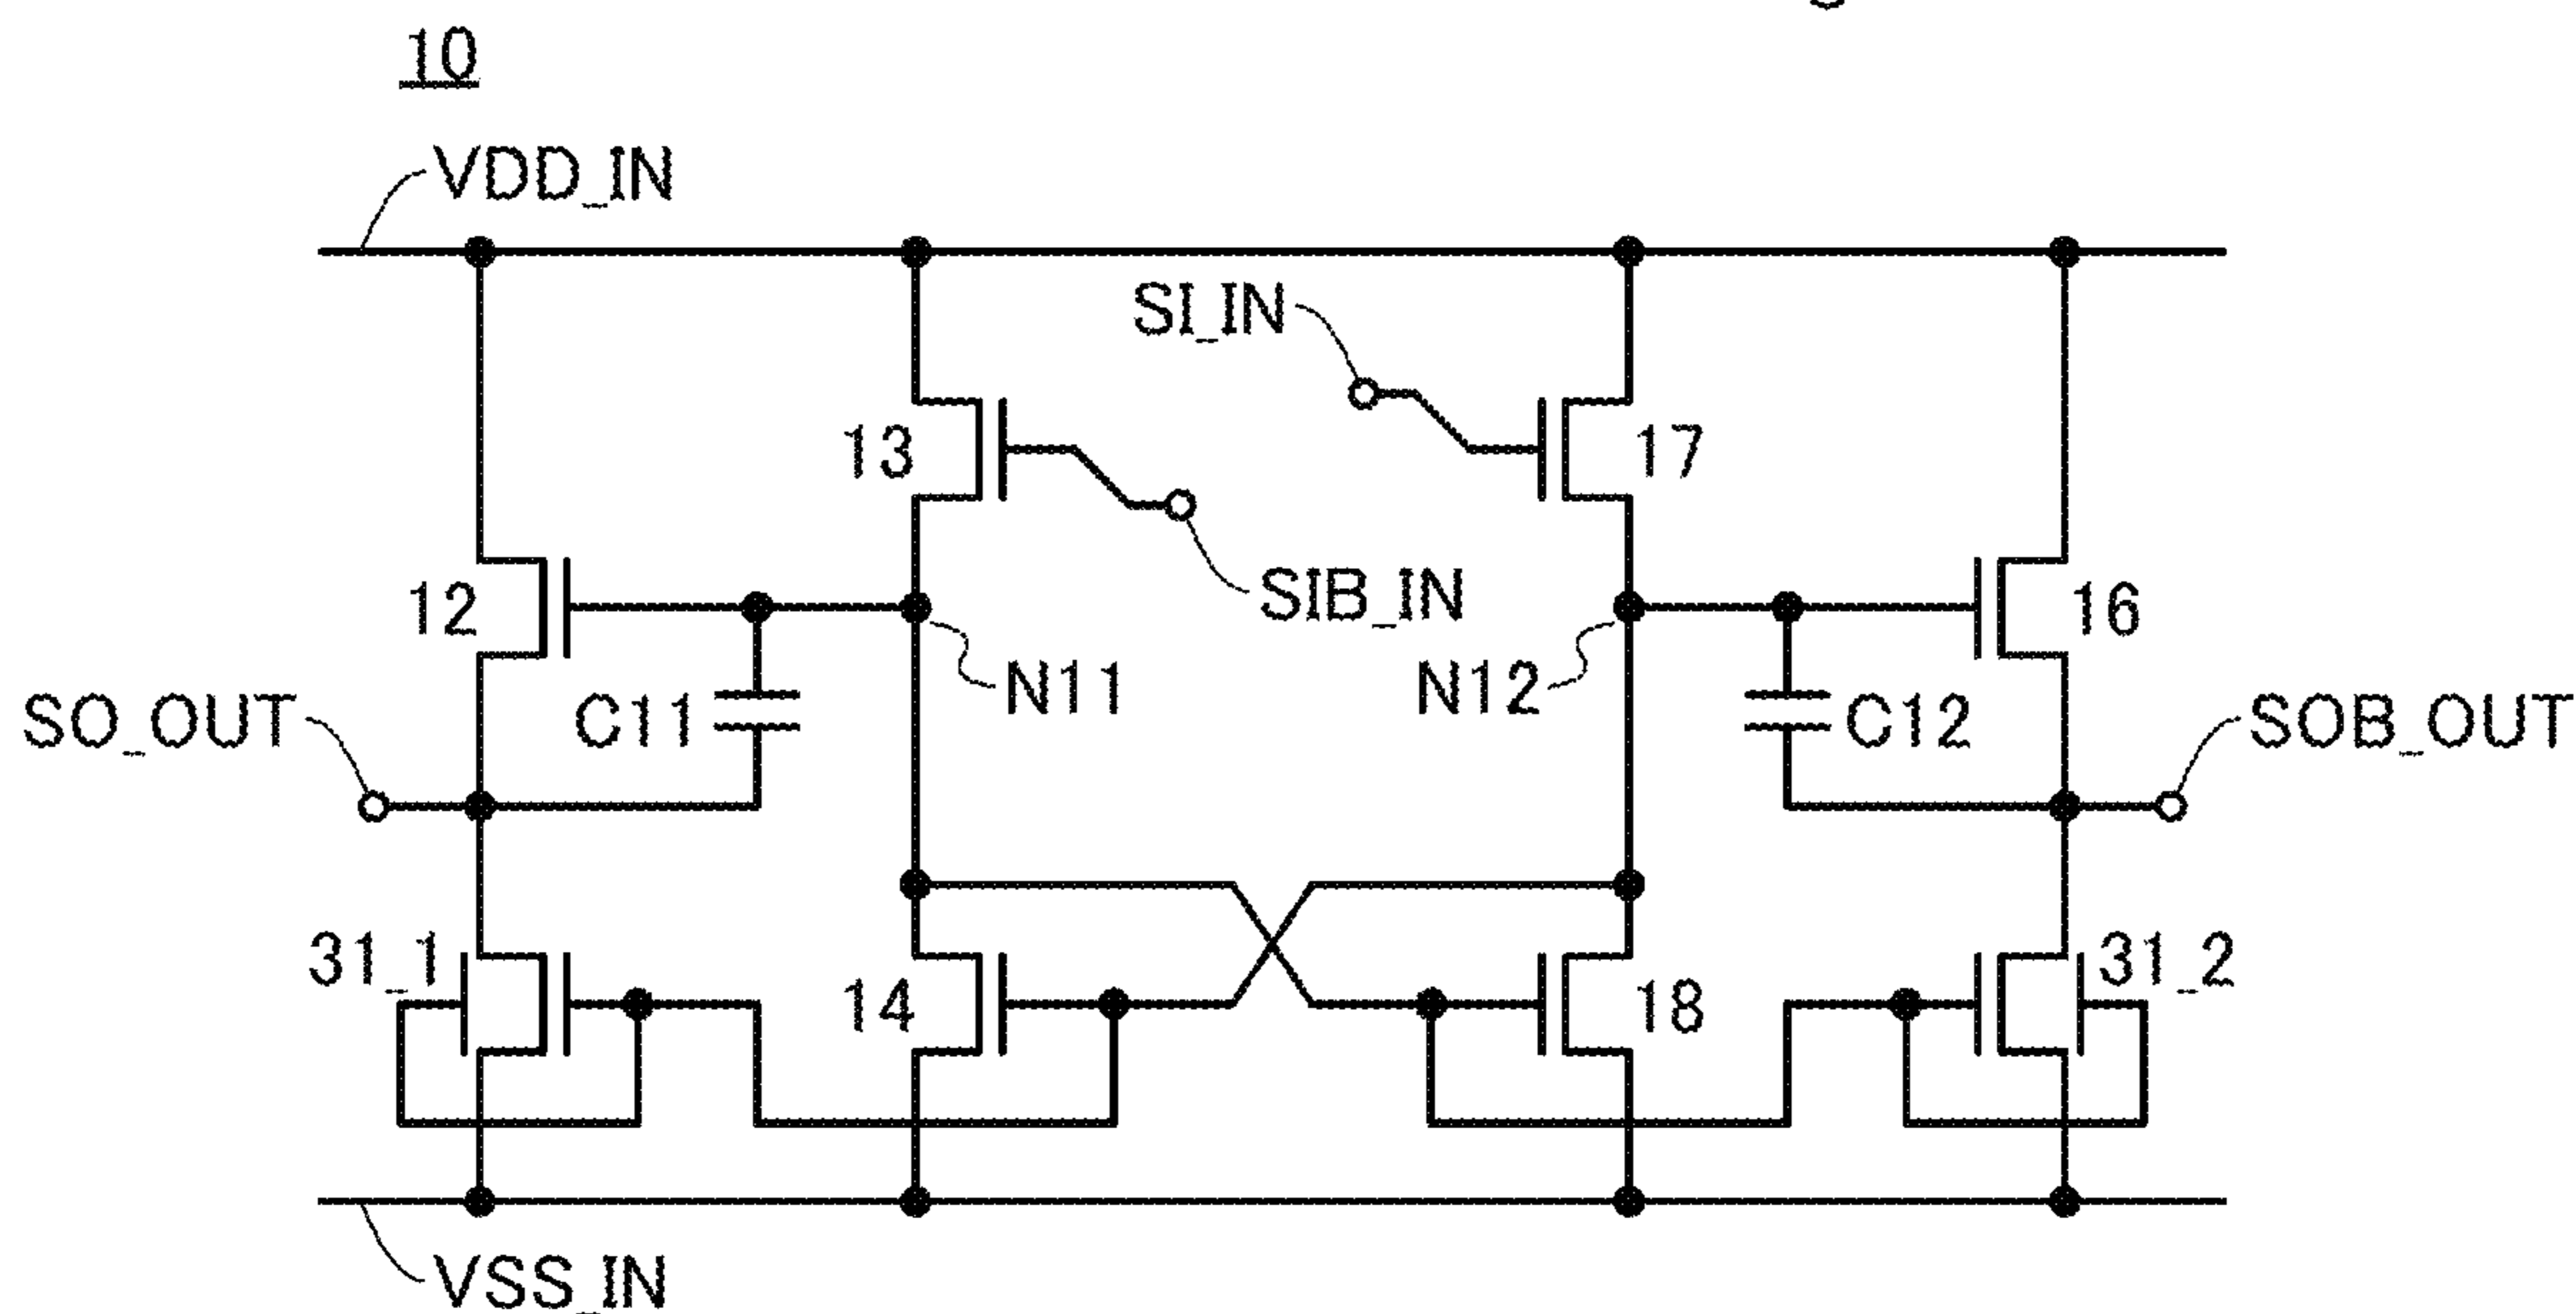 10
VDD_IN
SI_IN
13
17
SIB_IN
12
16
N11
N12
SO_OUT
C11
C12
SOB_OUT
31_1
14
18
31_2
VSS_IN